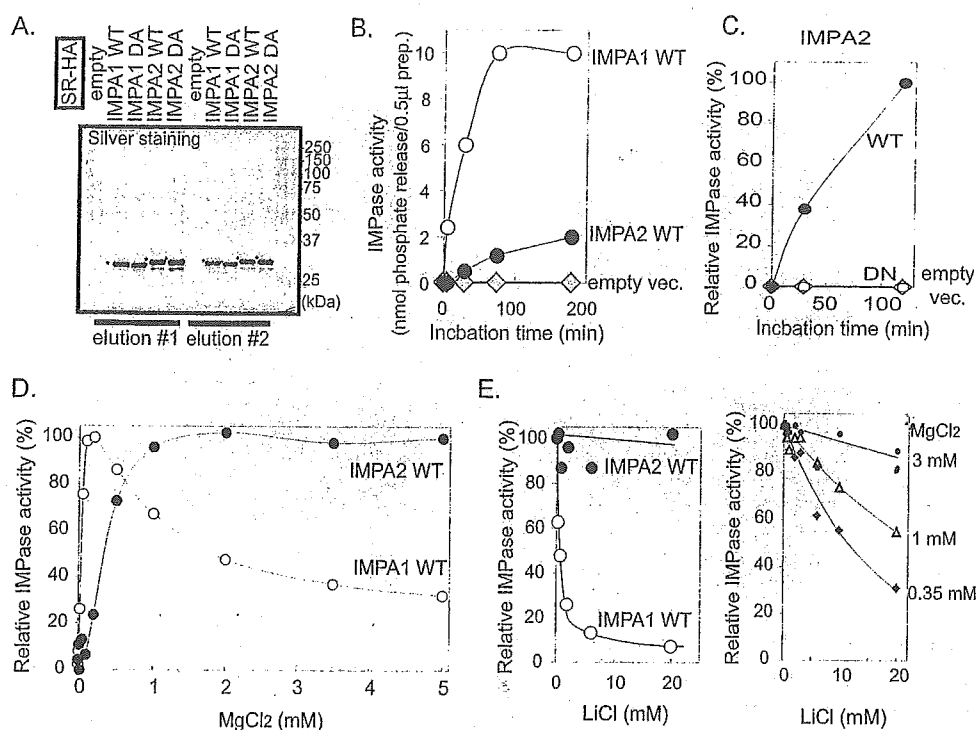 A.
SR-HA
empty
IMPA1 WT
IMPA1 DA
IMPA2 WT
IMPA2 DA
empty
IMPA1 WT
IMPA1 DA
IMPA2 WT
IMPA2 DA
Silver staining
250
150
100
75
50
37
25
(kDa)
elution #1
elution #2
B.
IMPase activity
(nmol phosphate release/0.5µl prep.)
10
8
6
4
2
0
IMPA1 WT
IMPA2 WT
empty vec.
0
100
200
Incbation time (min)
C.
IMPA2
Relative IMPase activity (%)
100
80
60
40
20
0
WT
DN
empty
vec.
50
100
Incbation time (min)
D.
Relative IMPase activity (%)
100
80
60
40
20
0
IMPA2 WT
IMPA1 WT
0
1
2
3
4
5
MgCl2 (mM)
E.
Relative IMPase activity (%)
100
80
60
40
20
0
IMPA2 WT
IMPA1 WT
0
10
20
LiCl (mM)
Relative IMPase activity (%)
100
80
60
40
20
0
MgCl2
3 mM
1 mM
0.35 mM
0
10
20
LiCl (mM)